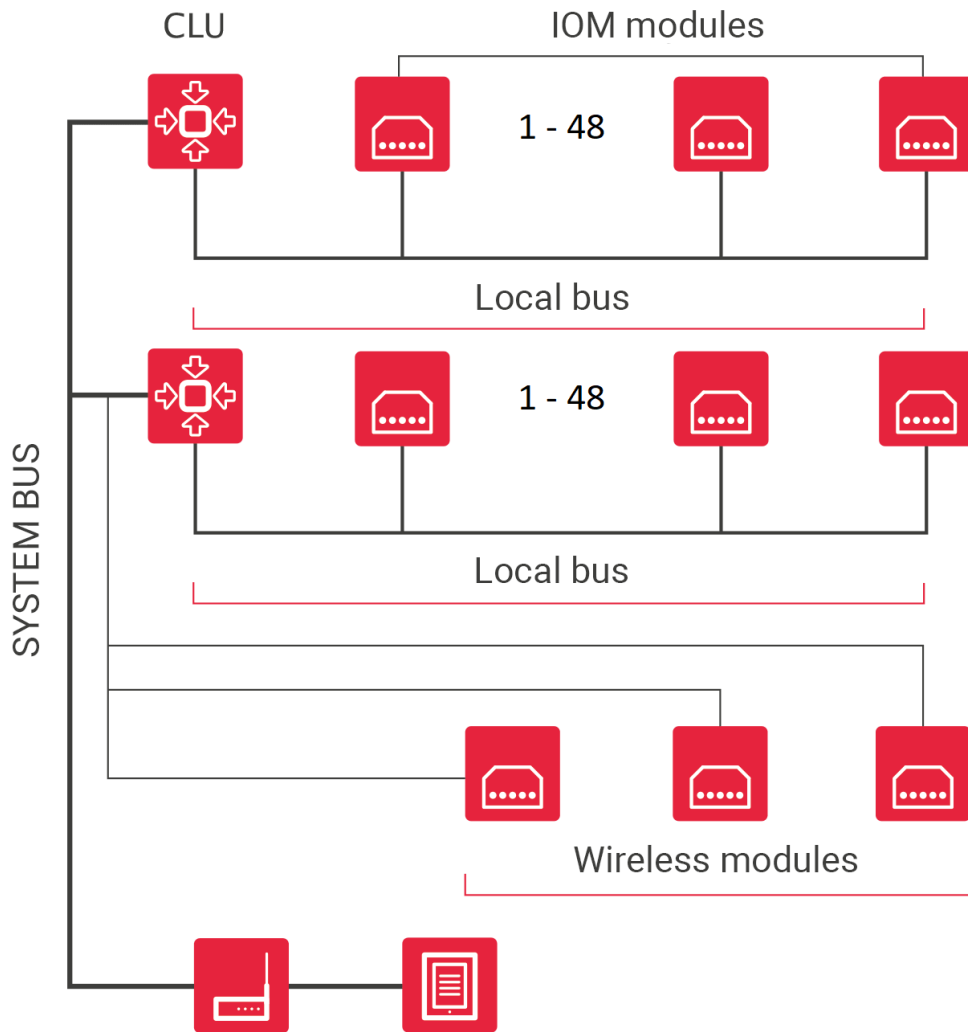 CLU
IOM modules
1 - 48
Local bus
1 - 48
Local bus
SYSTEM BUS
Wireless modules